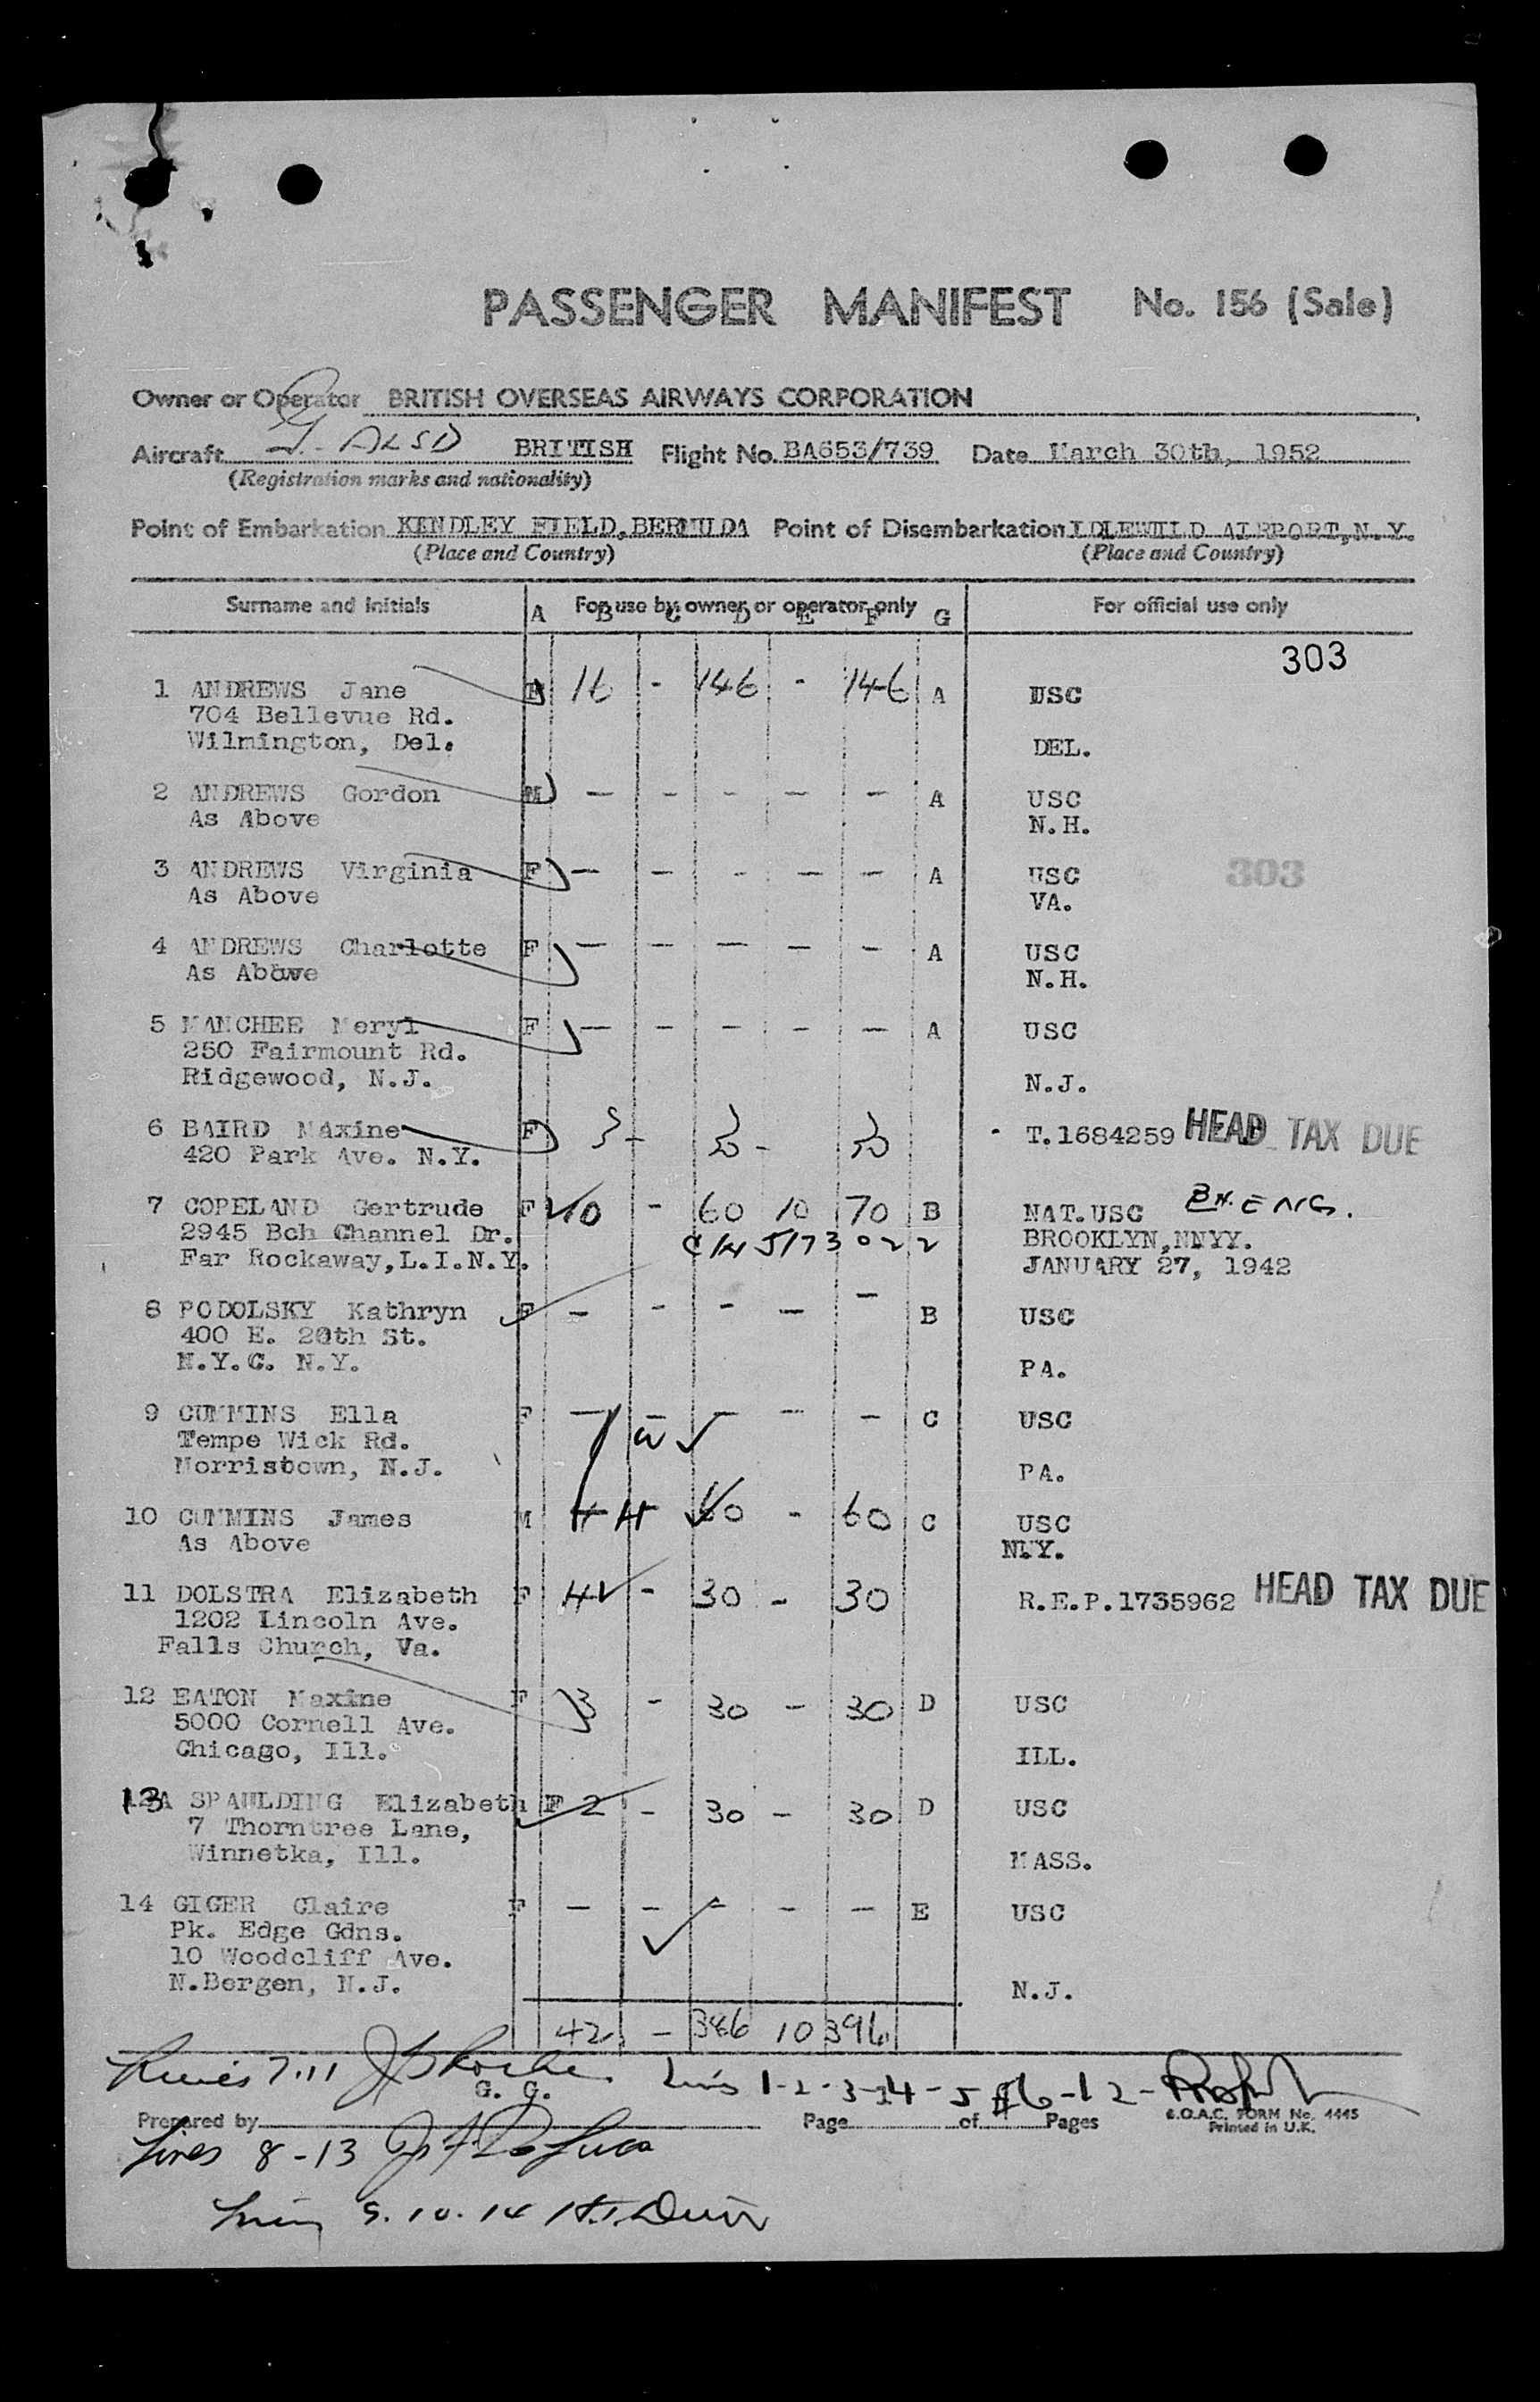 PASSENGER MANIFEST No. 156 (Sale)
Owner or Operator BRITISH OVERSEAS AIRWAYS CORPORATION
Aircraft G. ALSD BRITISH Flight No. BA653/739 Date March 30th, 1952
(Registration marks and nationality)
Point of Embarkation KINDLEY FIELD,BERMUDA Point of Disembarkation IDLEWILD AIRPORT,N.Y.
(Place and Country) (Place and Country)
Surname and Initials For use by owner or operator only For official use only
A B C D E F G
303
1 ANDREWS Jane F 16 - 146 - 146 A USC
704 Bellevue Rd.
Wilmington, Del. DEL.
2 ANDREWS Gordon M - - - - - A USC
As Above N.H.
3 ANDREWS Virginia F - - - - - A USC 303
As Above VA.
4 ANDREWS Charlotte F - - - - - A USC
As Above N.H.
5 MANCHEE Meryl F - - - - - A USC
250 Fairmount Rd.
Ridgewood, N.J. N.J.
6 BAIRD Maxine F 3 - - T.1684259 HEAD TAX DUE
420 Park Ave. N.Y.
7 COPELAND Gertrude F 10 - 60 10 70 B NAT.USC BH. ENG.
2945 Bch Channel Dr. C/H 5173022 BROOKLYN,NNYY.
Far Rockaway,L.I.N.Y. JANUARY 27, 1942
8 PODOLSKY Kathryn F - - - - - B USC
400 E. 20th St.
N.Y.C. N.Y. PA.
9 CUMMINS Ella F - - - - - C USC
Tempe Wick Rd.
Morristown, N.J. PA.
10 CUMMINS James M 4 60 - 60 C USC
As Above N.Y.
11 DOLSTRA Elizabeth F 4 - 30 - 30 R.E.P.1735962 HEAD TAX DUE
1202 Lincoln Ave.
Falls Church, Va.
12 EATON Maxine F 3 - 30 - 30 D USC
5000 Cornell Ave.
Chicago, Ill. ILL.
13 SPAULDING Elizabeth F 2 - 30 - 30 D USC
7 Thorntree Lane,
Winnetka, Ill. MASS.
14 GIGER Claire F - - - - - E USC
Pk. Edge Gdns.
10 Woodcliff Ave.
N.Bergen, N.J. N.J.
42 - 386 10 396
7.11 1-2-3-4-5 6-12-
G. G.
Prepared by Page of Pages B.O.A.C. FORM No. 4445
Printed in U.K.
Lines 8-13
9.10.14